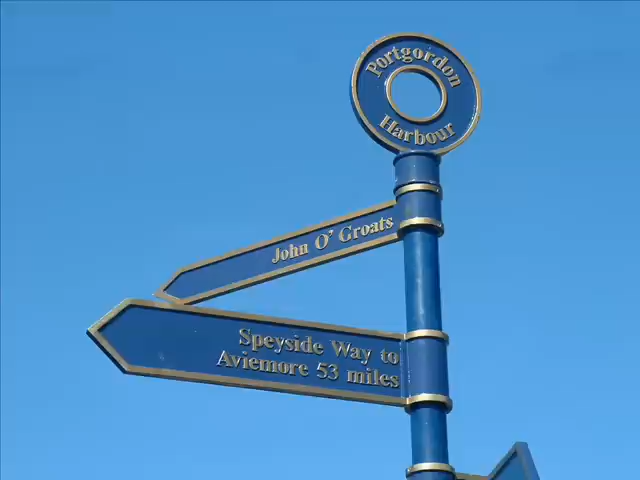 Portgordon
Harbour
John O' Groats
Speyside Way to
Aviemore 53 miles